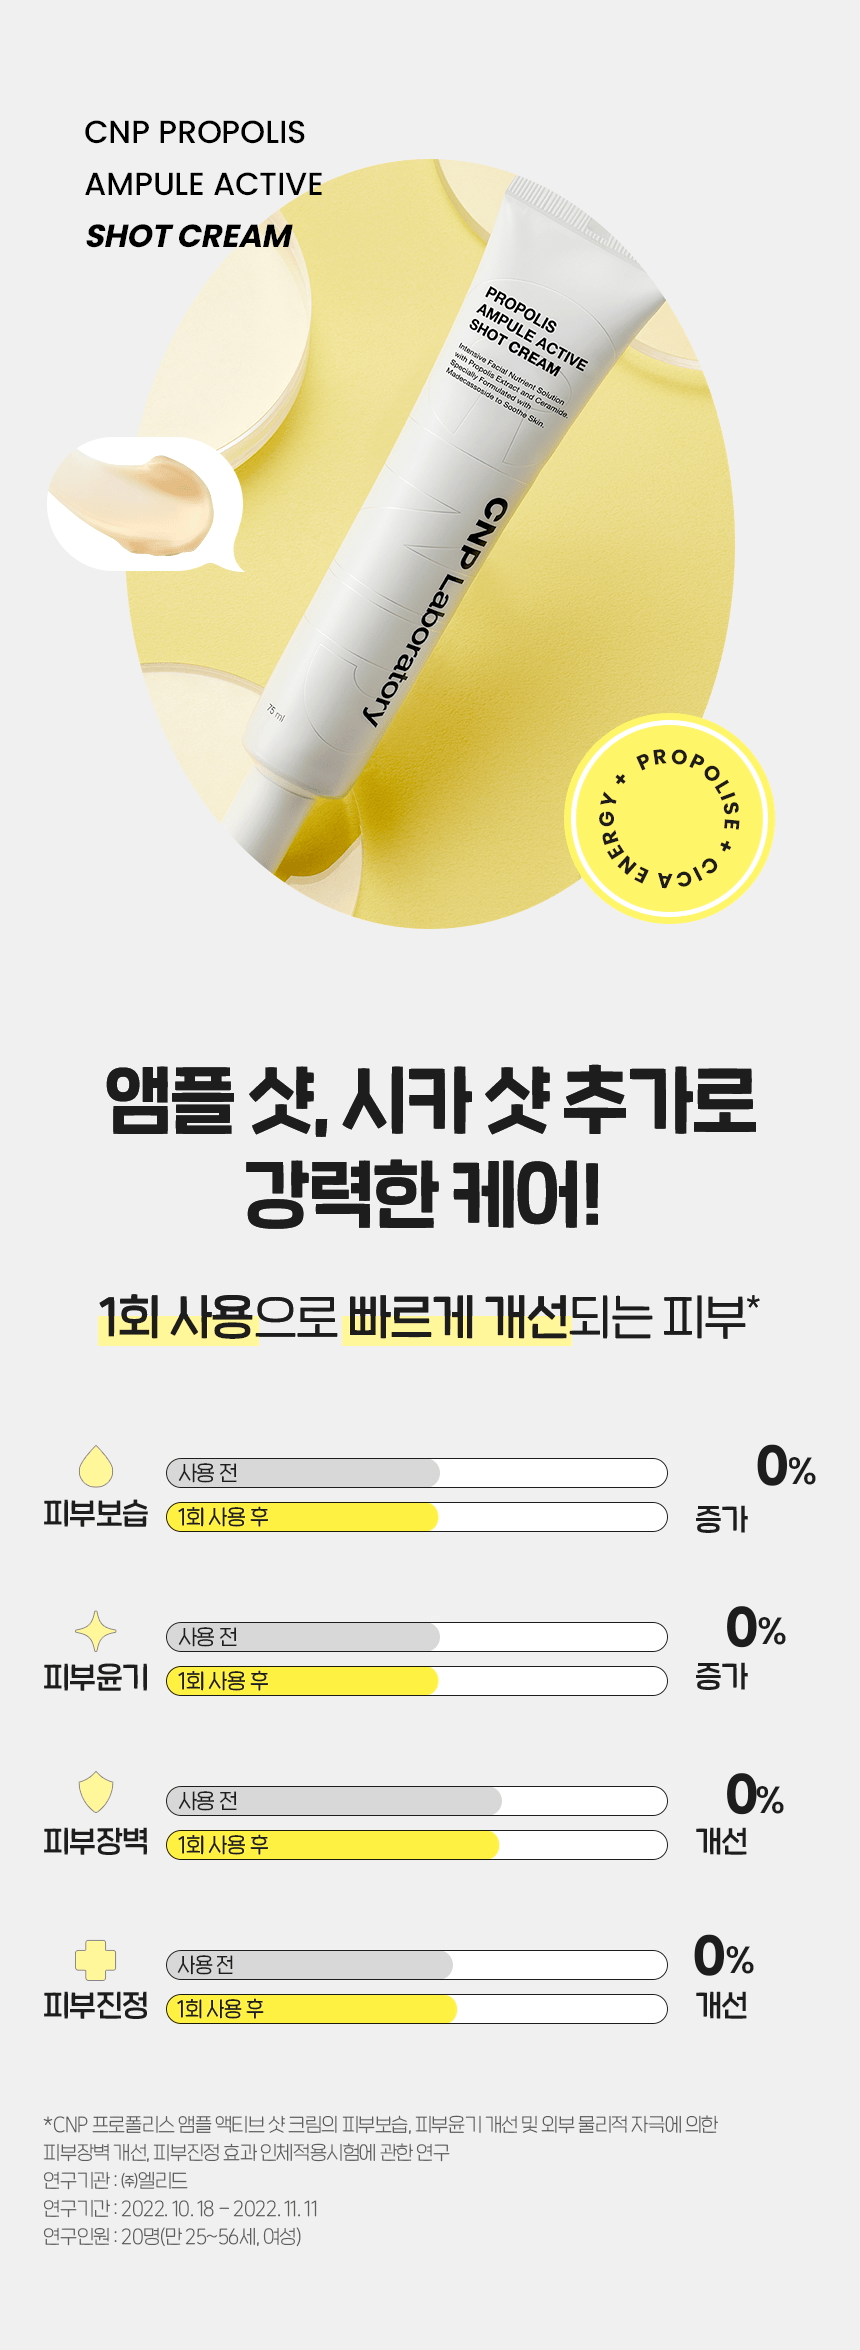 CNP PROPOLIS
AMPULE ACTIVE
SHOT CREAM
PROPOLIS
AMPULE ACTIVE
SHOT CREAM
Intensive Facial Nutrient Solution
with Propolis Extract and Ceramide.
Specially Formulated with
Madecassoside to Soothe Skin.
CNP Laboratory
75 ml
PROPOLISE + CICA ENERGY +
앰플 샷, 시카 샷 추가로
강력한 케어!
1회 사용으로 빠르게 개선되는 피부*
사용 전
0%
피부보습
1회 사용 후
증가
사용 전
0%
피부윤기
1회 사용 후
증가
사용 전
0%
피부장벽
1회 사용 후
개선
사용 전
0%
피부진정
1회 사용 후
개선
*CNP 프로폴리스 앰플 액티브 샷 크림의 피부보습, 피부윤기 개선 및 외부 물리적 자극에 의한
피부장벽 개선, 피부진정 효과 인체적용시험에 관한 연구
연구기관 : ㈜엘리드
연구기간 : 2022. 10. 18 - 2022. 11. 11
연구인원 : 20명(만 25~56세, 여성)